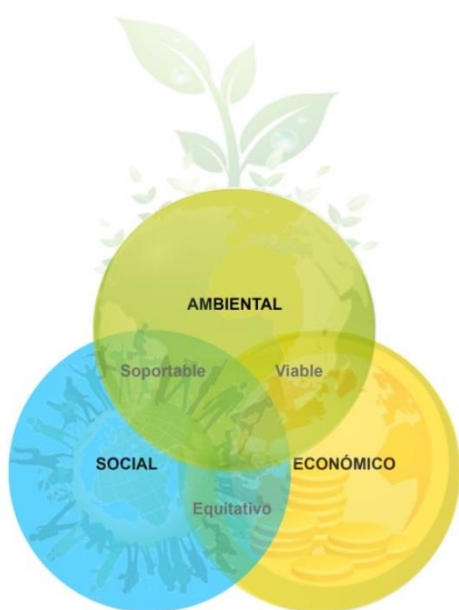 AMBIENTAL
Soportable Viable
SOCIAL ECONÓMICO
Equitativo